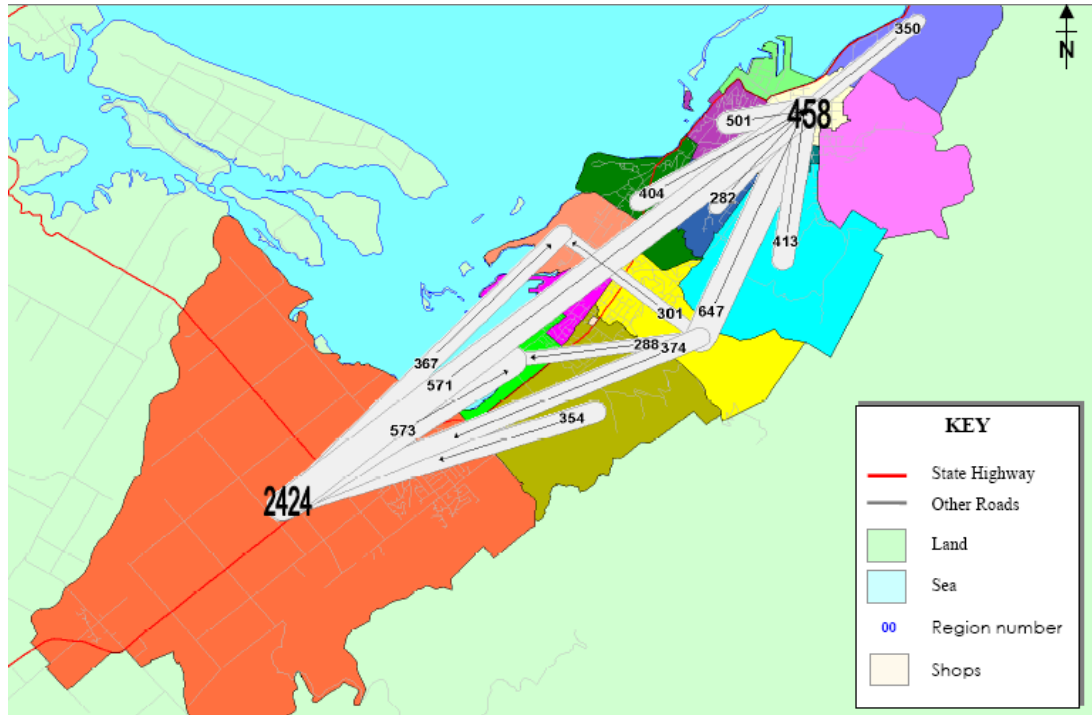 350
N
458
501
404
282
413
301
647
288
374
367
571
354
573
2424
KEY
State Highway
Other Roads
Land
Sea
00 Region number
Shops